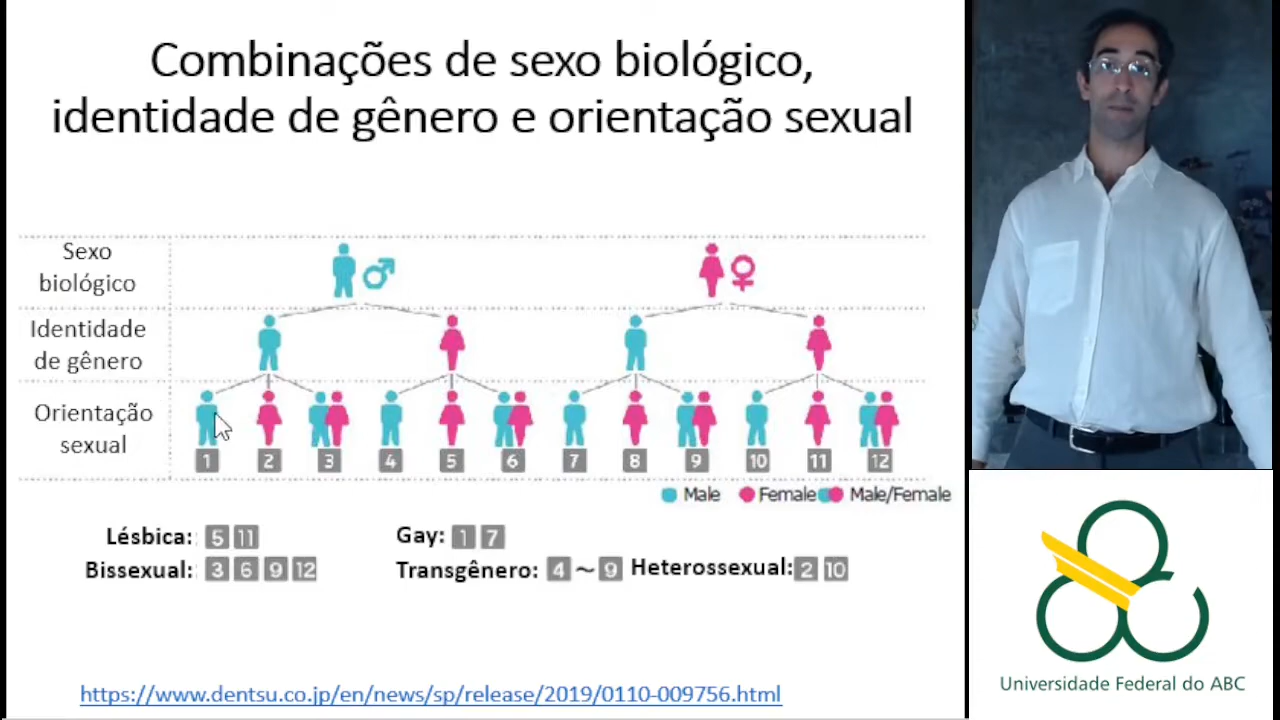 Combinações de sexo biológico,
identidade de gênero e orientação sexual
Sexo
biológico
Identidade
de gênero
Orientação
sexual
1 2 3 4 5 6 7 8 9 10 11 12
Male Female Male/Female
Lésbica: 5 11
Gay: 1 7
Bissexual: 3 6 9 12
Transgênero: 4 ~ 9 Heterossexual: 2 10
https://www.dentsu.co.jp/en/news/sp/release/2019/0110-009756.html
Universidade Federal do ABC